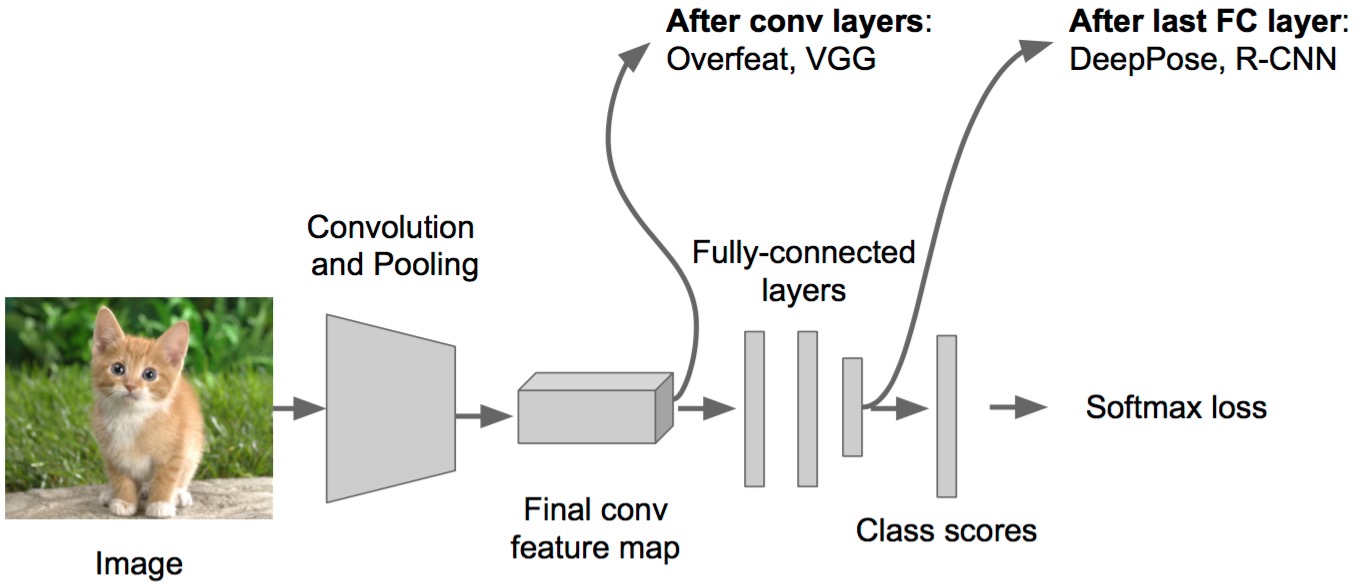 After conv layers:
Overfeat, VGG
After last FC layer:
DeepPose, R-CNN
Convolution
and Pooling
Fully-connected
layers
Softmax loss
Final conv
feature map
Class scores
Image